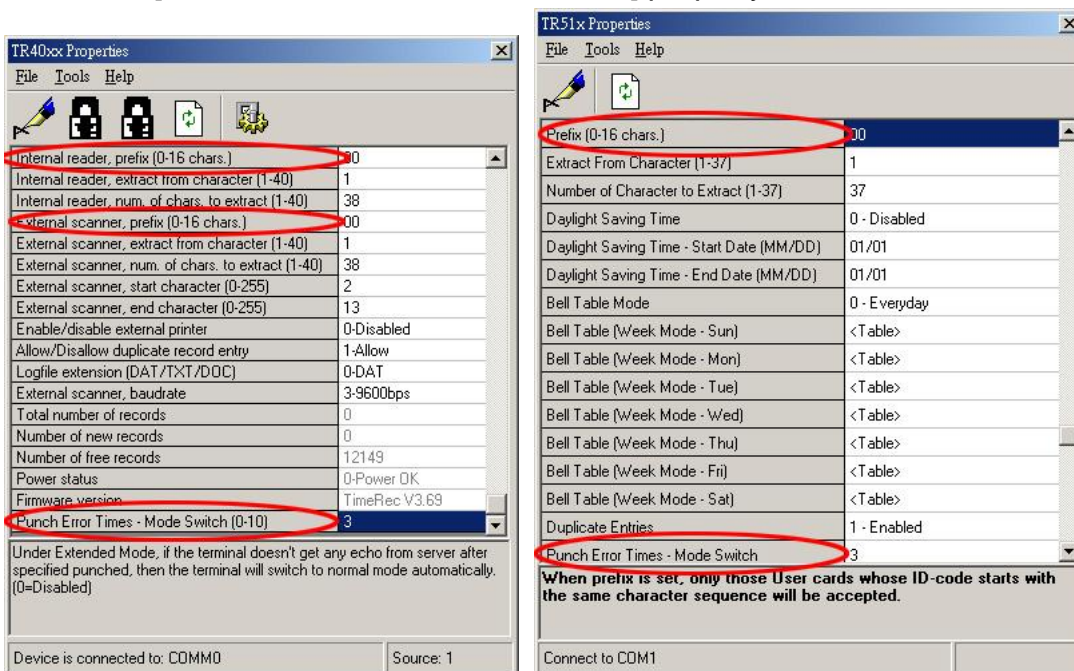 TR40xx Properties
File Tools Help
Internal reader, prefix (0-16 chars.) 00
Internal reader, extract from character (1-40) 1
Internal reader, num. of chars. to extract (1-40) 38
External scanner, prefix (0-16 chars.) 00
External scanner, extract from character (1-40) 1
External scanner, num. of chars. to extract (1-40) 38
External scanner, start character (0-255) 2
External scanner, end character (0-255) 13
Enable/disable external printer 0-Disabled
Allow/Disallow duplicate record entry 1-Allow
Logfile extension (DAT/TXT/DOC) 0-DAT
External scanner, baudrate 3-9600bps
Total number of records 0
Number of new records 0
Number of free records 12149
Power status 0-Power OK
Firmware version TimeRec V3.69
Punch Error Times - Mode Switch (0-10) 3
Under Extended Mode, if the terminal doesn't get any echo from server after
specified punched, then the terminal will switch to normal mode automatically.
(0=Disabled)
Device is connected to: COMM0 Source: 1
TR51x Properties
File Tools Help
Prefix (0-16 chars.) 00
Extract From Character (1-37) 1
Number of Character to Extract (1-37) 37
Daylight Saving Time 0 - Disabled
Daylight Saving Time - Start Date (MM/DD) 01/01
Daylight Saving Time - End Date (MM/DD) 01/01
Bell Table Mode 0 - Everyday
Bell Table (Week Mode - Sun) <Table>
Bell Table (Week Mode - Mon) <Table>
Bell Table (Week Mode - Tue) <Table>
Bell Table (Week Mode - Wed) <Table>
Bell Table (Week Mode - Thu) <Table>
Bell Table (Week Mode - Fri) <Table>
Bell Table (Week Mode - Sat) <Table>
Duplicate Entries 1 - Enabled
Punch Error Times - Mode Switch 3
When prefix is set, only those User cards whose ID-code starts with
the same character sequence will be accepted.
Connect to COM1